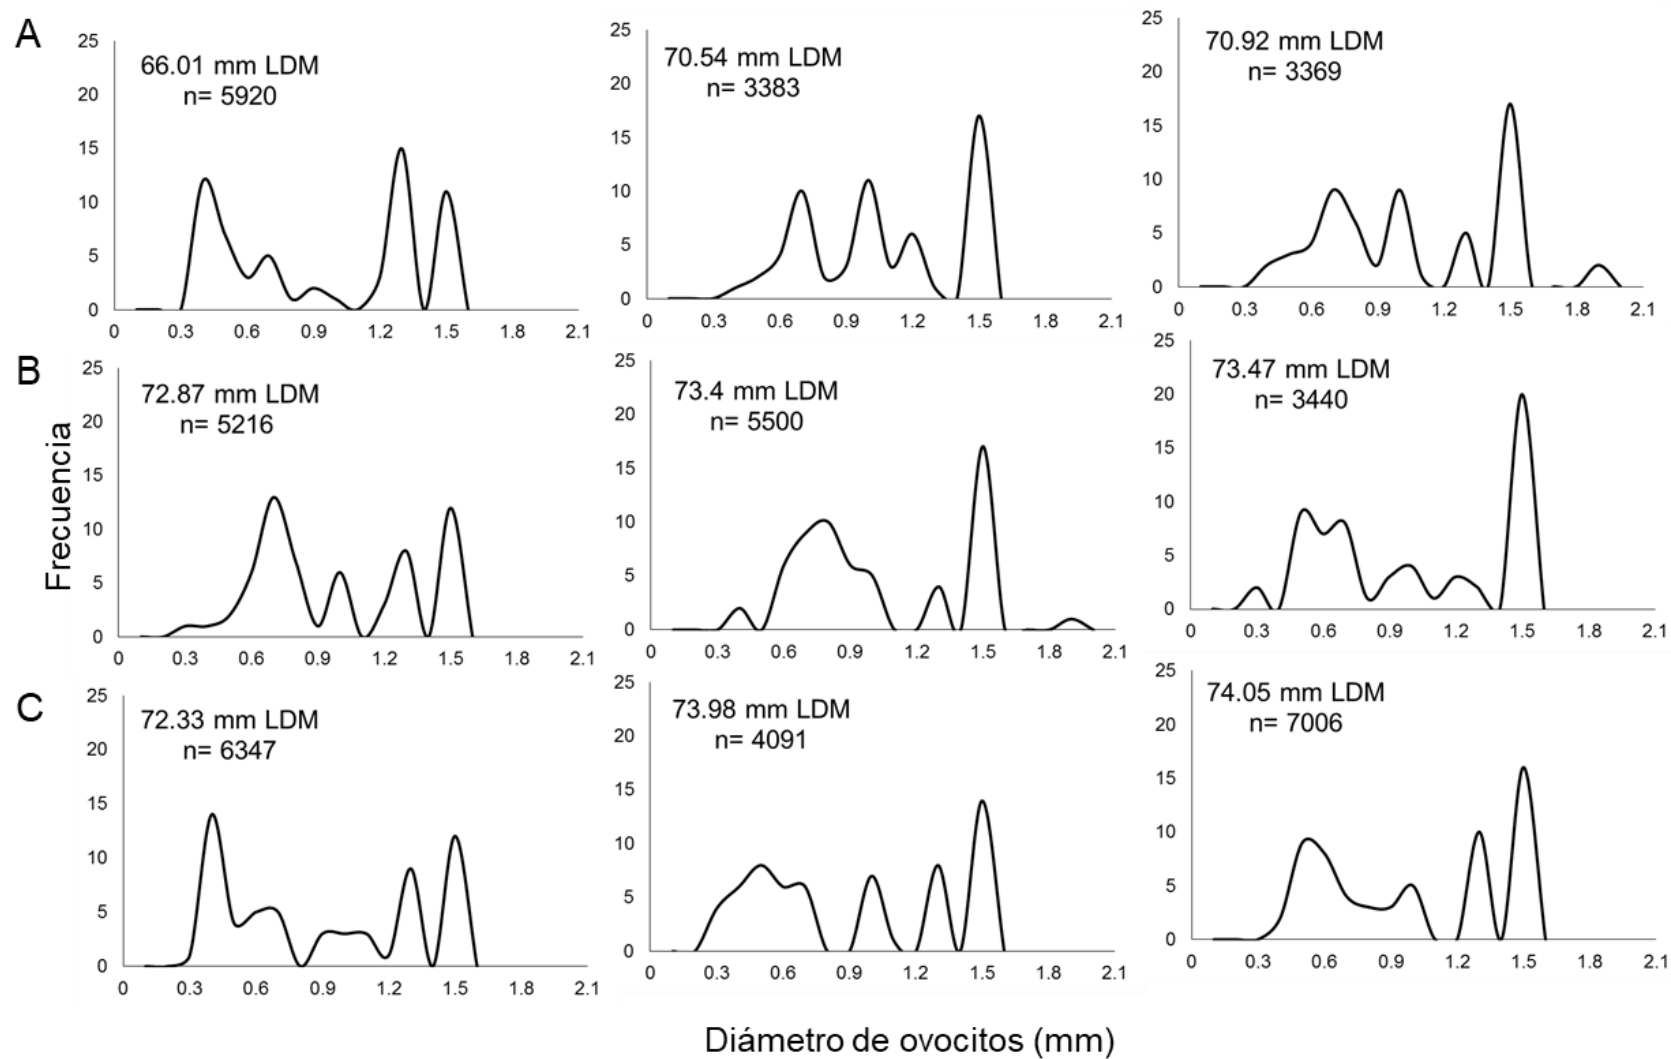 A
66.01 mm LDM
n= 5920
25
20
15
10
5
0
0 0.3 0.6 0.9 1.2 1.5 1.8 2.1
70.54 mm LDM
n= 3383
25
20
15
10
5
0
0 0.3 0.6 0.9 1.2 1.5 1.8 2.1
70.92 mm LDM
n= 3369
25
20
15
10
5
0
0 0.3 0.6 0.9 1.2 1.5 1.8 2.1
B
Frecuencia
72.87 mm LDM
n= 5216
25
20
15
10
5
0
0 0.3 0.6 0.9 1.2 1.5 1.8 2.1
73.4 mm LDM
n= 5500
25
20
15
10
5
0
0 0.3 0.6 0.9 1.2 1.5 1.8 2.1
73.47 mm LDM
n= 3440
25
20
15
10
5
0
0 0.3 0.6 0.9 1.2 1.5 1.8 2.1
C
72.33 mm LDM
n= 6347
25
20
15
10
5
0
0 0.3 0.6 0.9 1.2 1.5 1.8 2.1
73.98 mm LDM
n= 4091
25
20
15
10
5
0
0 0.3 0.6 0.9 1.2 1.5 1.8 2.1
74.05 mm LDM
n= 7006
25
20
15
10
5
0
0 0.3 0.6 0.9 1.2 1.5 1.8 2.1
Diámetro de ovocitos (mm)